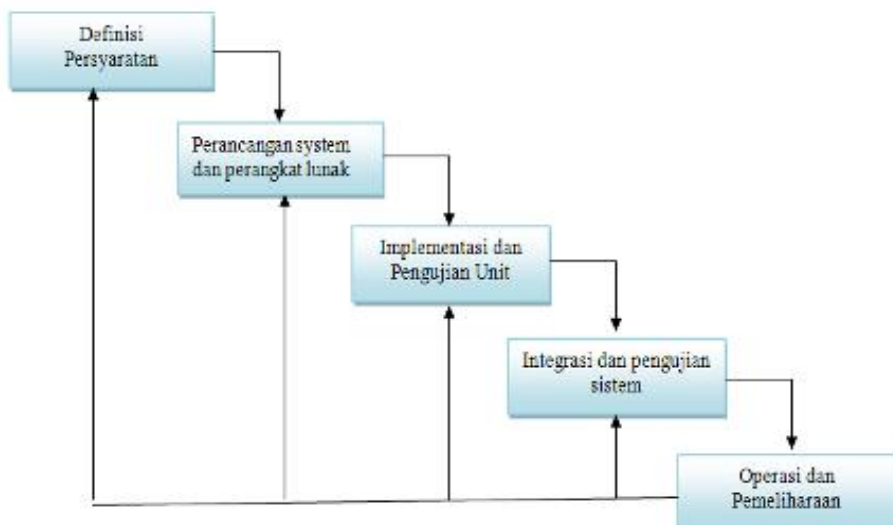 Definisi
Persyaratan
Perancangan system
dan perangkat lunak
Implementasi dan
Pengujian Unit
Integrasi dan pengujian
sistem
Operasi dan
Pemeliharaan